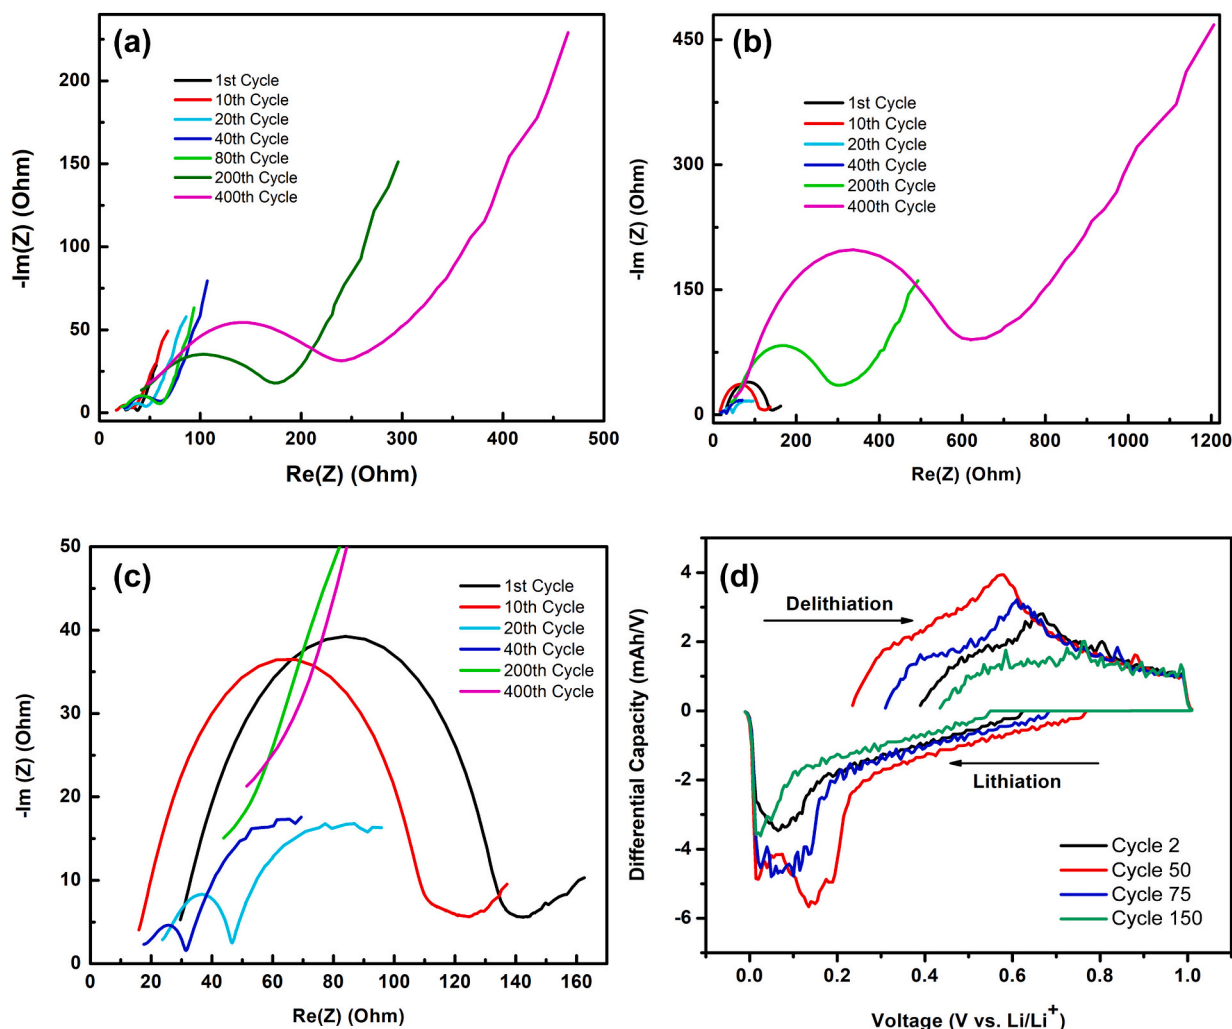 (a)
1st Cycle
10th Cycle
20th Cycle
40th Cycle
80th Cycle
200th Cycle
400th Cycle
200
150
100
50
0
-Im(Z) (Ohm)
0 100 200 300 400 500
Re(Z) (Ohm)
(b)
1st Cycle
10th Cycle
20th Cycle
40th Cycle
200th Cycle
400th Cycle
450
300
150
0
-Im (Z) (Ohm)
0 200 400 600 800 1000 1200
Re(Z) (Ohm)
(c)
1st Cycle
10th Cycle
20th Cycle
40th Cycle
200th Cycle
400th Cycle
50
40
30
20
10
0
-Im (Z) (Ohm)
0 20 40 60 80 100 120 140 160
Re(Z) (Ohm)
(d)
Delithiation
Lithiation
Cycle 2
Cycle 50
Cycle 75
Cycle 150
4
2
0
-2
-4
-6
Differential Capacity (mAh/V)
0.0 0.2 0.4 0.6 0.8 1.0
Voltage (V vs. Li/Li+)